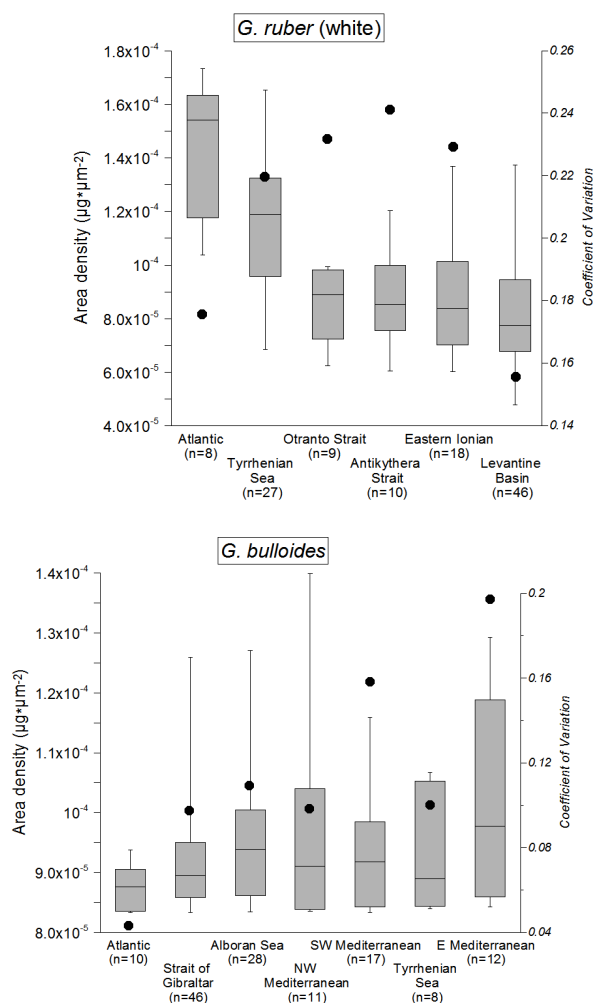 G. ruber (white)
1.8x10⁻⁴
1.6x10⁻⁴
1.4x10⁻⁴
1.2x10⁻⁴
10⁻⁴
8.0x10⁻⁵
6.0x10⁻⁵
4.0x10⁻⁵
Area density (µg*µm⁻²)
0.26
0.24
0.22
0.2
0.18
0.16
0.14
Coefficient of Variation
Atlantic
(n=8)
Tyrrhenian
Sea
(n=27)
Otranto Strait
(n=9)
Antikythera
Strait
(n=10)
Eastern Ionian
(n=18)
Levantine
Basin
(n=46)
G. bulloides
1.4x10⁻⁴
1.3x10⁻⁴
1.2x10⁻⁴
1.1x10⁻⁴
10⁻⁴
9.0x10⁻⁵
8.0x10⁻⁵
Area density (µg*µm⁻²)
0.2
0.16
0.12
0.08
0.04
Coefficient of Variation
Atlantic
(n=10)
Strait of
Gibraltar
(n=46)
Alboran Sea
(n=28)
NW
Mediterranean
(n=11)
SW Mediterranean
(n=17)
Tyrrhenian
Sea
(n=8)
E Mediterranean
(n=12)